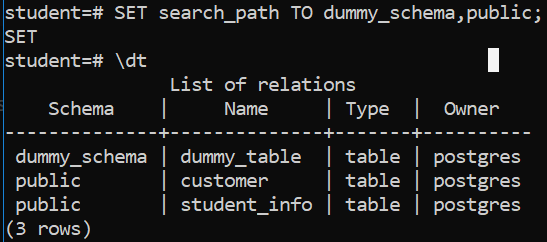 student=# SET search_path TO dummy_schema,public;
SET
student=# \dt
              List of relations
    Schema    |     Name     | Type  |  Owner
--------------+--------------+-------+----------
 dummy_schema | dummy_table  | table | postgres
 public       | customer     | table | postgres
 public       | student_info | table | postgres
(3 rows)